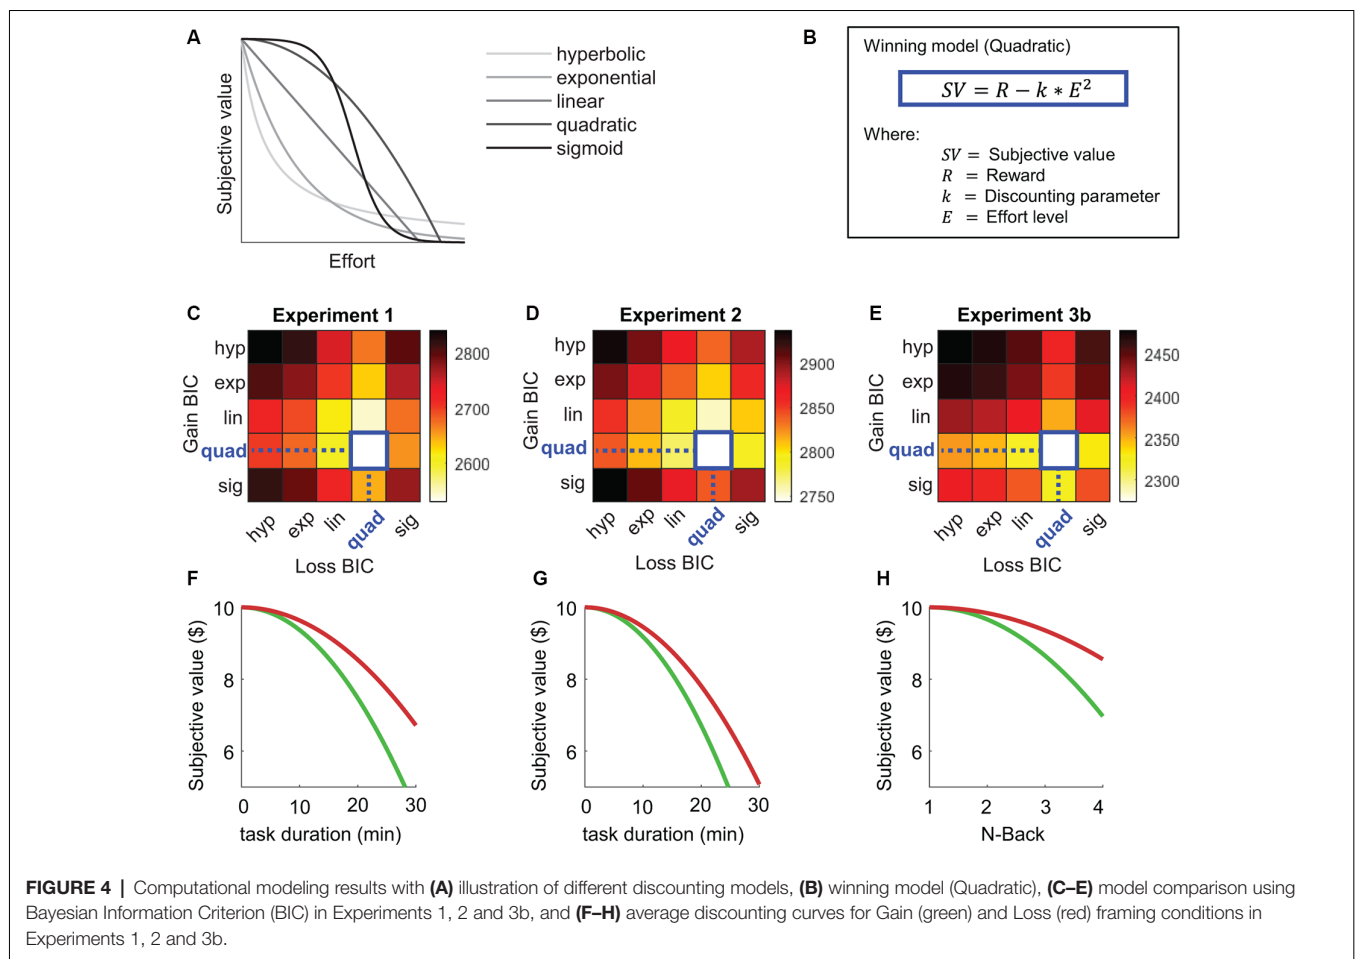 A
Subjective value
Effort
hyperbolic
exponential
linear
quadratic
sigmoid
B
Winning model (Quadratic)
SV = R − k ∗ E²
Where:
SV = Subjective value
R = Reward
k = Discounting parameter
E = Effort level
C
Experiment 1
Gain BIC
hyp
exp
lin
quad
sig
hyp exp lin quad sig
Loss BIC
2800
2700
2600
D
Experiment 2
Gain BIC
hyp
exp
lin
quad
sig
hyp exp lin quad sig
Loss BIC
2900
2850
2800
2750
E
Experiment 3b
Gain BIC
hyp
exp
lin
quad
sig
hyp exp lin quad sig
Loss BIC
2450
2400
2350
2300
F
Subjective value ($)
10
8
6
0 10 20 30
task duration (min)
G
Subjective value ($)
10
8
6
0 10 20 30
task duration (min)
H
Subjective value ($)
10
8
6
1 2 3 4
N-Back
FIGURE 4 | Computational modeling results with (A) illustration of different discounting models, (B) winning model (Quadratic), (C–E) model comparison using
Bayesian Information Criterion (BIC) in Experiments 1, 2 and 3b, and (F–H) average discounting curves for Gain (green) and Loss (red) framing conditions in
Experiments 1, 2 and 3b.